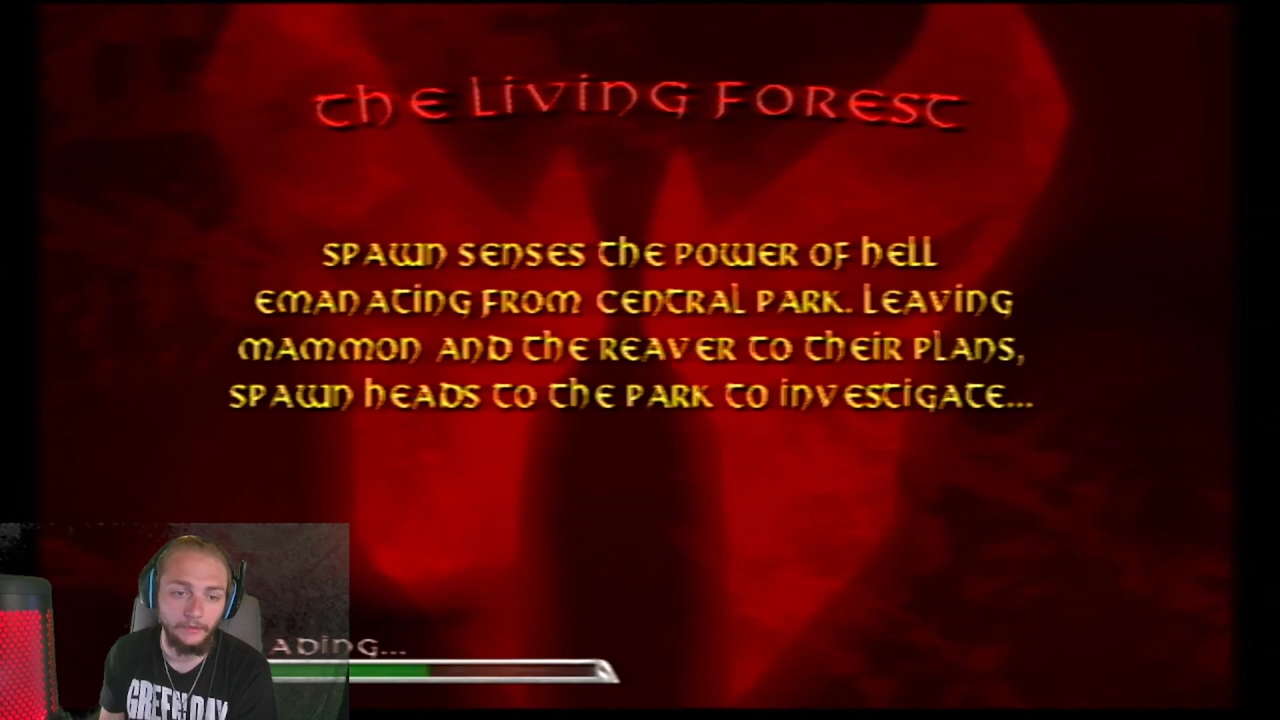 THE LIVING FOREST
SPAWN SENSES THE POWER OF HELL
EMANATING FROM CENTRAL PARK. LEAVING
MAMMON AND THE REAVER TO THEIR PLANS,
SPAWN HEADS TO THE PARK TO INVESTIGATE...
ADING...
GREEN DAY